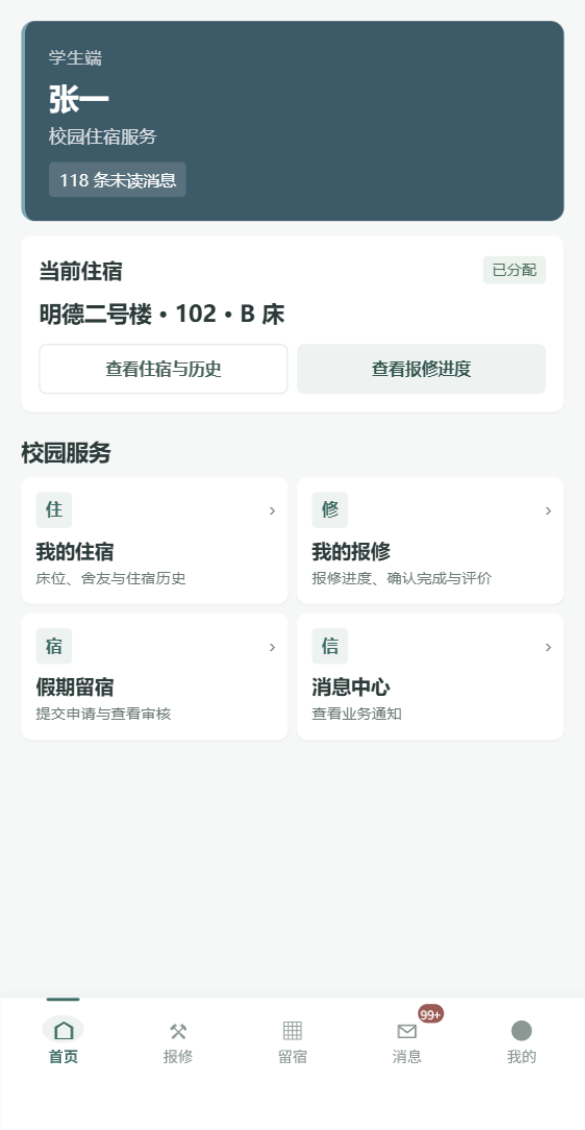 学生端
张一
校园住宿服务
118 条未读消息
当前住宿
已分配
明德二号楼 • 102 • B 床
查看住宿与历史
查看报修进度
校园服务
住
我的住宿
床位、舍友与住宿历史
修
我的报修
报修进度、确认完成与评价
宿
假期留宿
提交申请与查看审核
信
消息中心
查看业务通知
99+
首页
报修
留宿
消息
我的